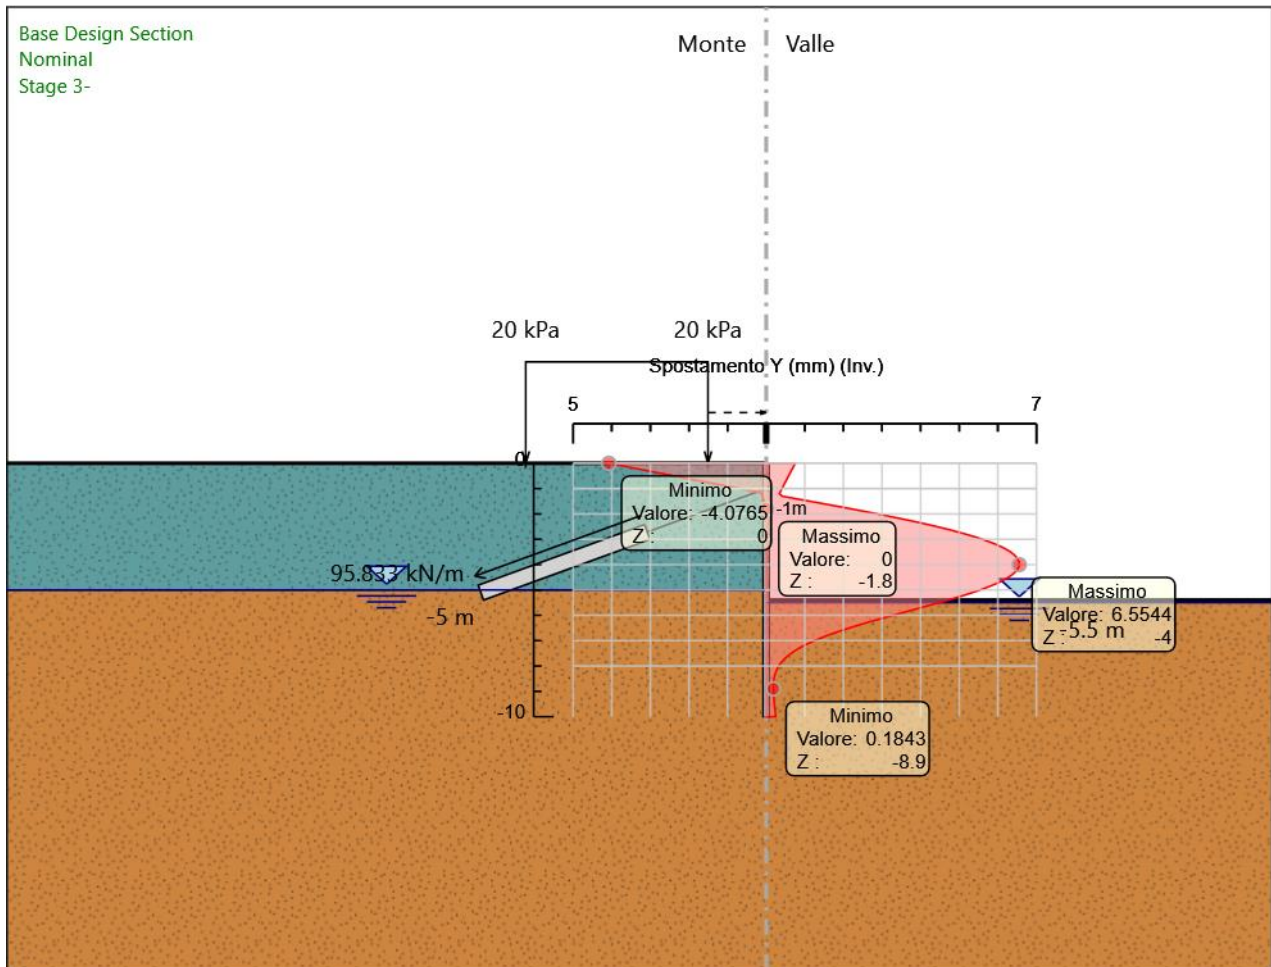 Base Design Section
Nominal
Stage 3-
Monte
Valle
20 kPa
20 kPa
Spostamento Y (mm) (Inv.)
5
7
0
Minimo
Valore: -4.0765
Z : 0
-1m
Massimo
Valore: 0
Z : -1.8
95.833 kN/m
-5 m
Massimo
Valore: 6.5544
Z : -4
-5.5 m
-10
Minimo
Valore: 0.1843
Z : -8.9